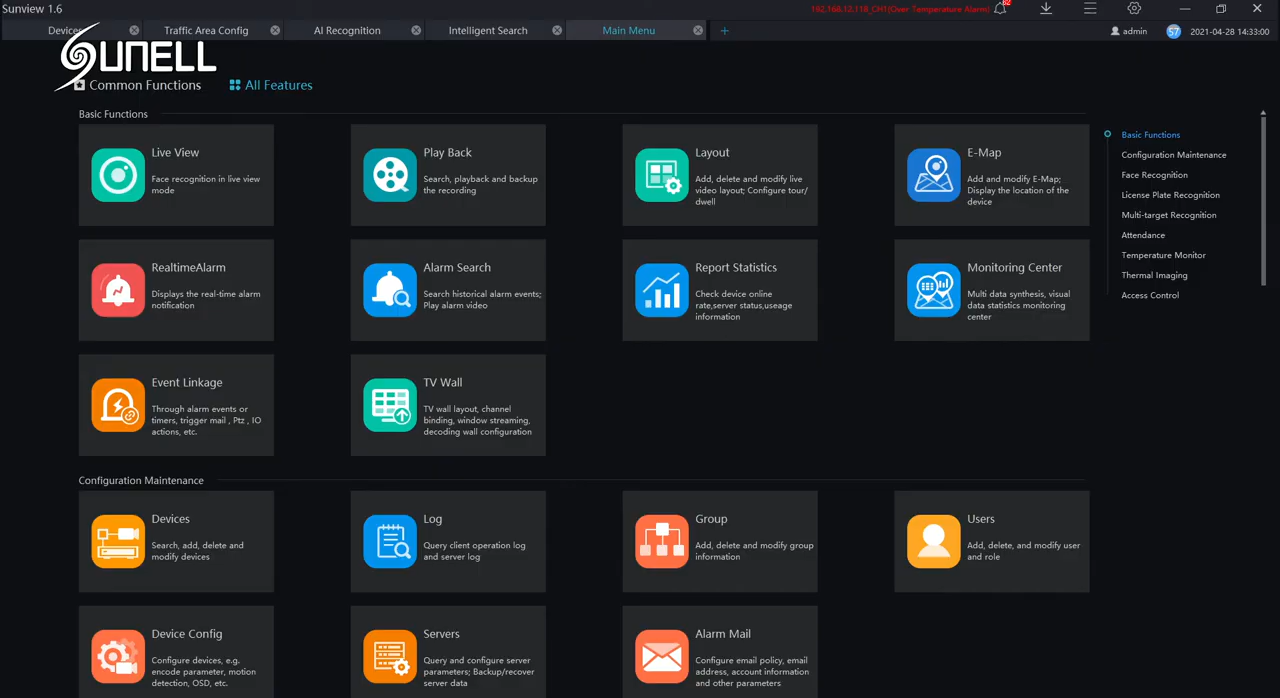 Sunview 1.6
192.168.12.118_CH1(Over Temperature Alarm)
Devices
Traffic Area Config
AI Recognition
Intelligent Search
Main Menu
admin
57
2021-04-28 14:33:00
SUNELL
Common Functions
All Features
Basic Functions
Live View
Face recognition in live view
mode
Play Back
Search, playback and backup
the recording
Layout
Add, delete and modify live
video layout; Configure tour/
dwell
E-Map
Add and modify E-Map;
Display the location of the
device
RealtimeAlarm
Displays the real-time alarm
notification
Alarm Search
Search historical alarm events;
Play alarm video
Report Statistics
Check device online
rate,server status,useage
information
Monitoring Center
Multi data synthesis, visual
data statistics monitoring
center
Event Linkage
Through alarm events or
timers, trigger mail , Ptz , IO
actions, etc.
TV Wall
TV wall layout, channel
binding, window streaming,
decoding wall configuration
Configuration Maintenance
Devices
Search, add, delete and
modify devices
Log
Query client operation log
and server log
Group
Add, delete and modify group
information
Users
Add, delete, and modify user
and role
Device Config
Configure devices, e.g.
encode parameter, motion
detection, OSD, etc.
Servers
Query and configure server
parameters; Backup/recover
server data
Alarm Mail
Configure email policy, email
address, account information
and other parameters
Basic Functions
Configuration Maintenance
Face Recognition
License Plate Recognition
Multi-target Recognition
Attendance
Temperature Monitor
Thermal Imaging
Access Control